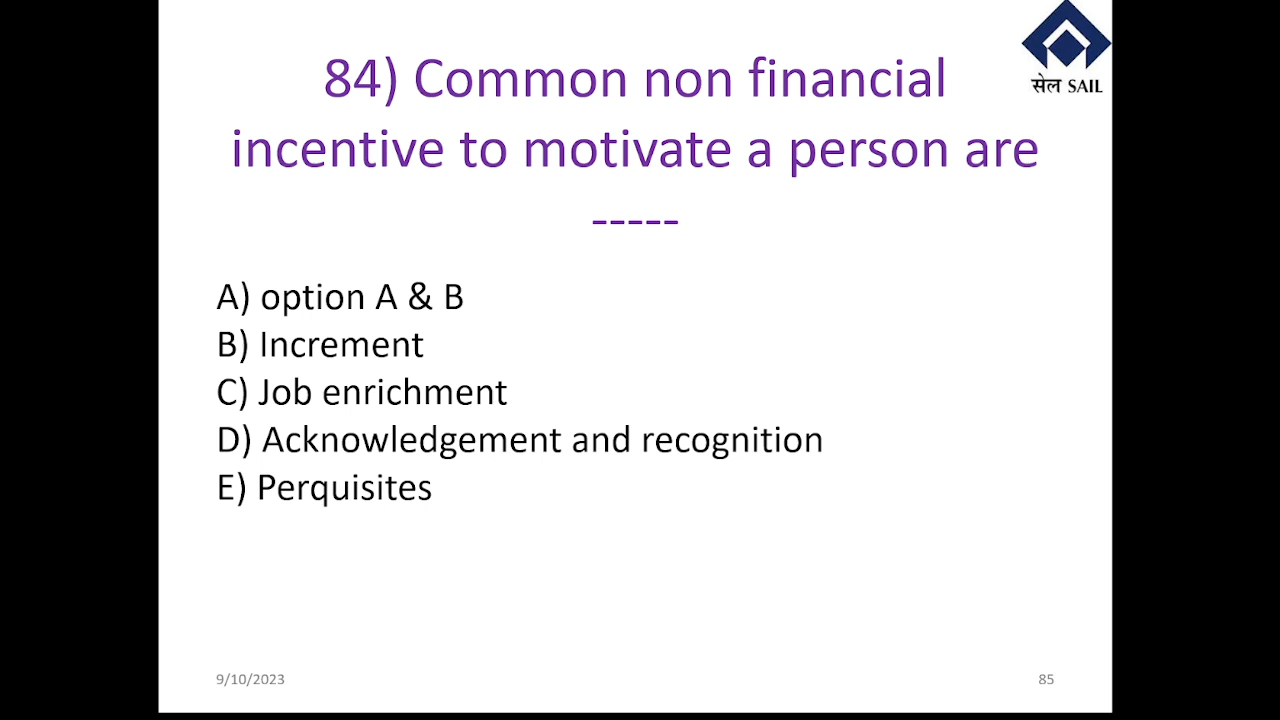 सेल SAIL
84) Common non financial
incentive to motivate a person are
-----
A) option A & B
B) Increment
C) Job enrichment
D) Acknowledgement and recognition
E) Perquisites
9/10/2023
85